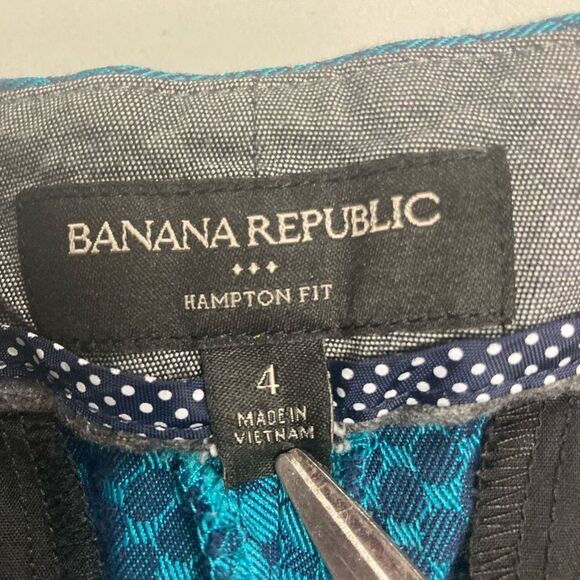 BANANA REPUBLIC
HAMPTON FIT
4
MADE IN
VIETNAM